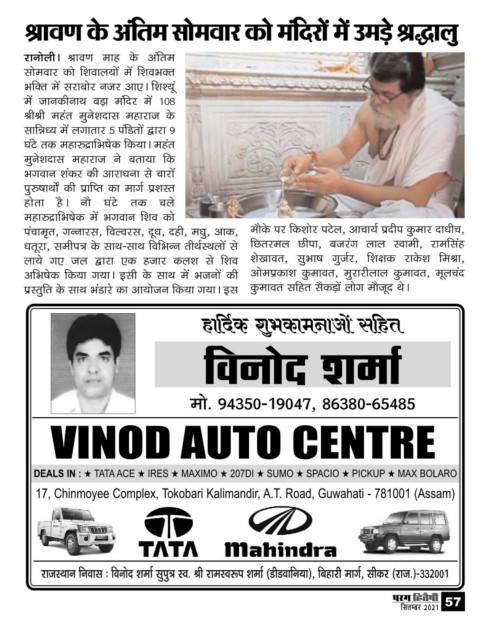 श्रावण के अंतिम सोमवार को मंदिरों में उमड़े श्रद्धालु
रानोली। श्रावण माह के अंतिम
सोमवार को शिवालयों में शिवभक्त
भक्ति में सराबोर नजर आए। शिश्यूं
में जानकीनाथ बड़ा मंदिर में 108
श्रीश्री महंत मुनेशदास महाराज के
सान्निध्य में लगातार 5 पंडितों द्वारा 9
घंटे तक महारुद्राभिषेक किया। महंत
मुनेशदास महाराज ने बताया कि
भगवान शंकर की आराधना से चारों
पुरुषार्थों की प्राप्ति का मार्ग प्रशस्त
होता है। नौ घंटे तक चले
महारुद्राभिषेक में भगवान शिव को
पंचामृत, गन्नारस, विल्वरस, दूध, दही, मधु, आक,
धतूरा, समीपत्र के साथ-साथ विभिन्न तीर्थस्थलों से
लाये गए जल द्वारा एक हजार कलश से शिव
अभिषेक किया गया। इसी के साथ में भजनों की
प्रस्तुति के साथ भंडारे का आयोजन किया गया। इस
मौके पर किशोर पटेल, आचार्य प्रदीप कुमार दाधीच,
छितरमल छीपा, बजरंग लाल स्वामी, रामसिंह
शेखावत, सुभाष गुर्जर, शिक्षक राकेश मिश्रा,
ओमप्रकाश कुमावत, मुरारीलाल कुमावत, मूलचंद
कुमावत सहित सैकड़ों लोग मौजूद थे।
हार्दिक शुभकामनाओं सहित
विनोद शर्मा
मो. 94350-19047, 86380-65485
VINOD AUTO CENTRE
DEALS IN : ★ TATA ACE ★ IRES ★ MAXIMO ★ 207DI ★ SUMO ★ SPACIO ★ PICKUP ★ MAX BOLARO
17, Chinmoyee Complex, Tokobari Kalimandir, A.T. Road, Guwahati - 781001 (Assam)
TATA Mahindra
राजस्थान निवास : विनोद शर्मा सुपुत्र स्व. श्री रामस्वरूप शर्मा (डीडवानिया), बिहारी मार्ग, सीकर (राज.)-332001
परम हितैषी
सितम्बर 2021 57